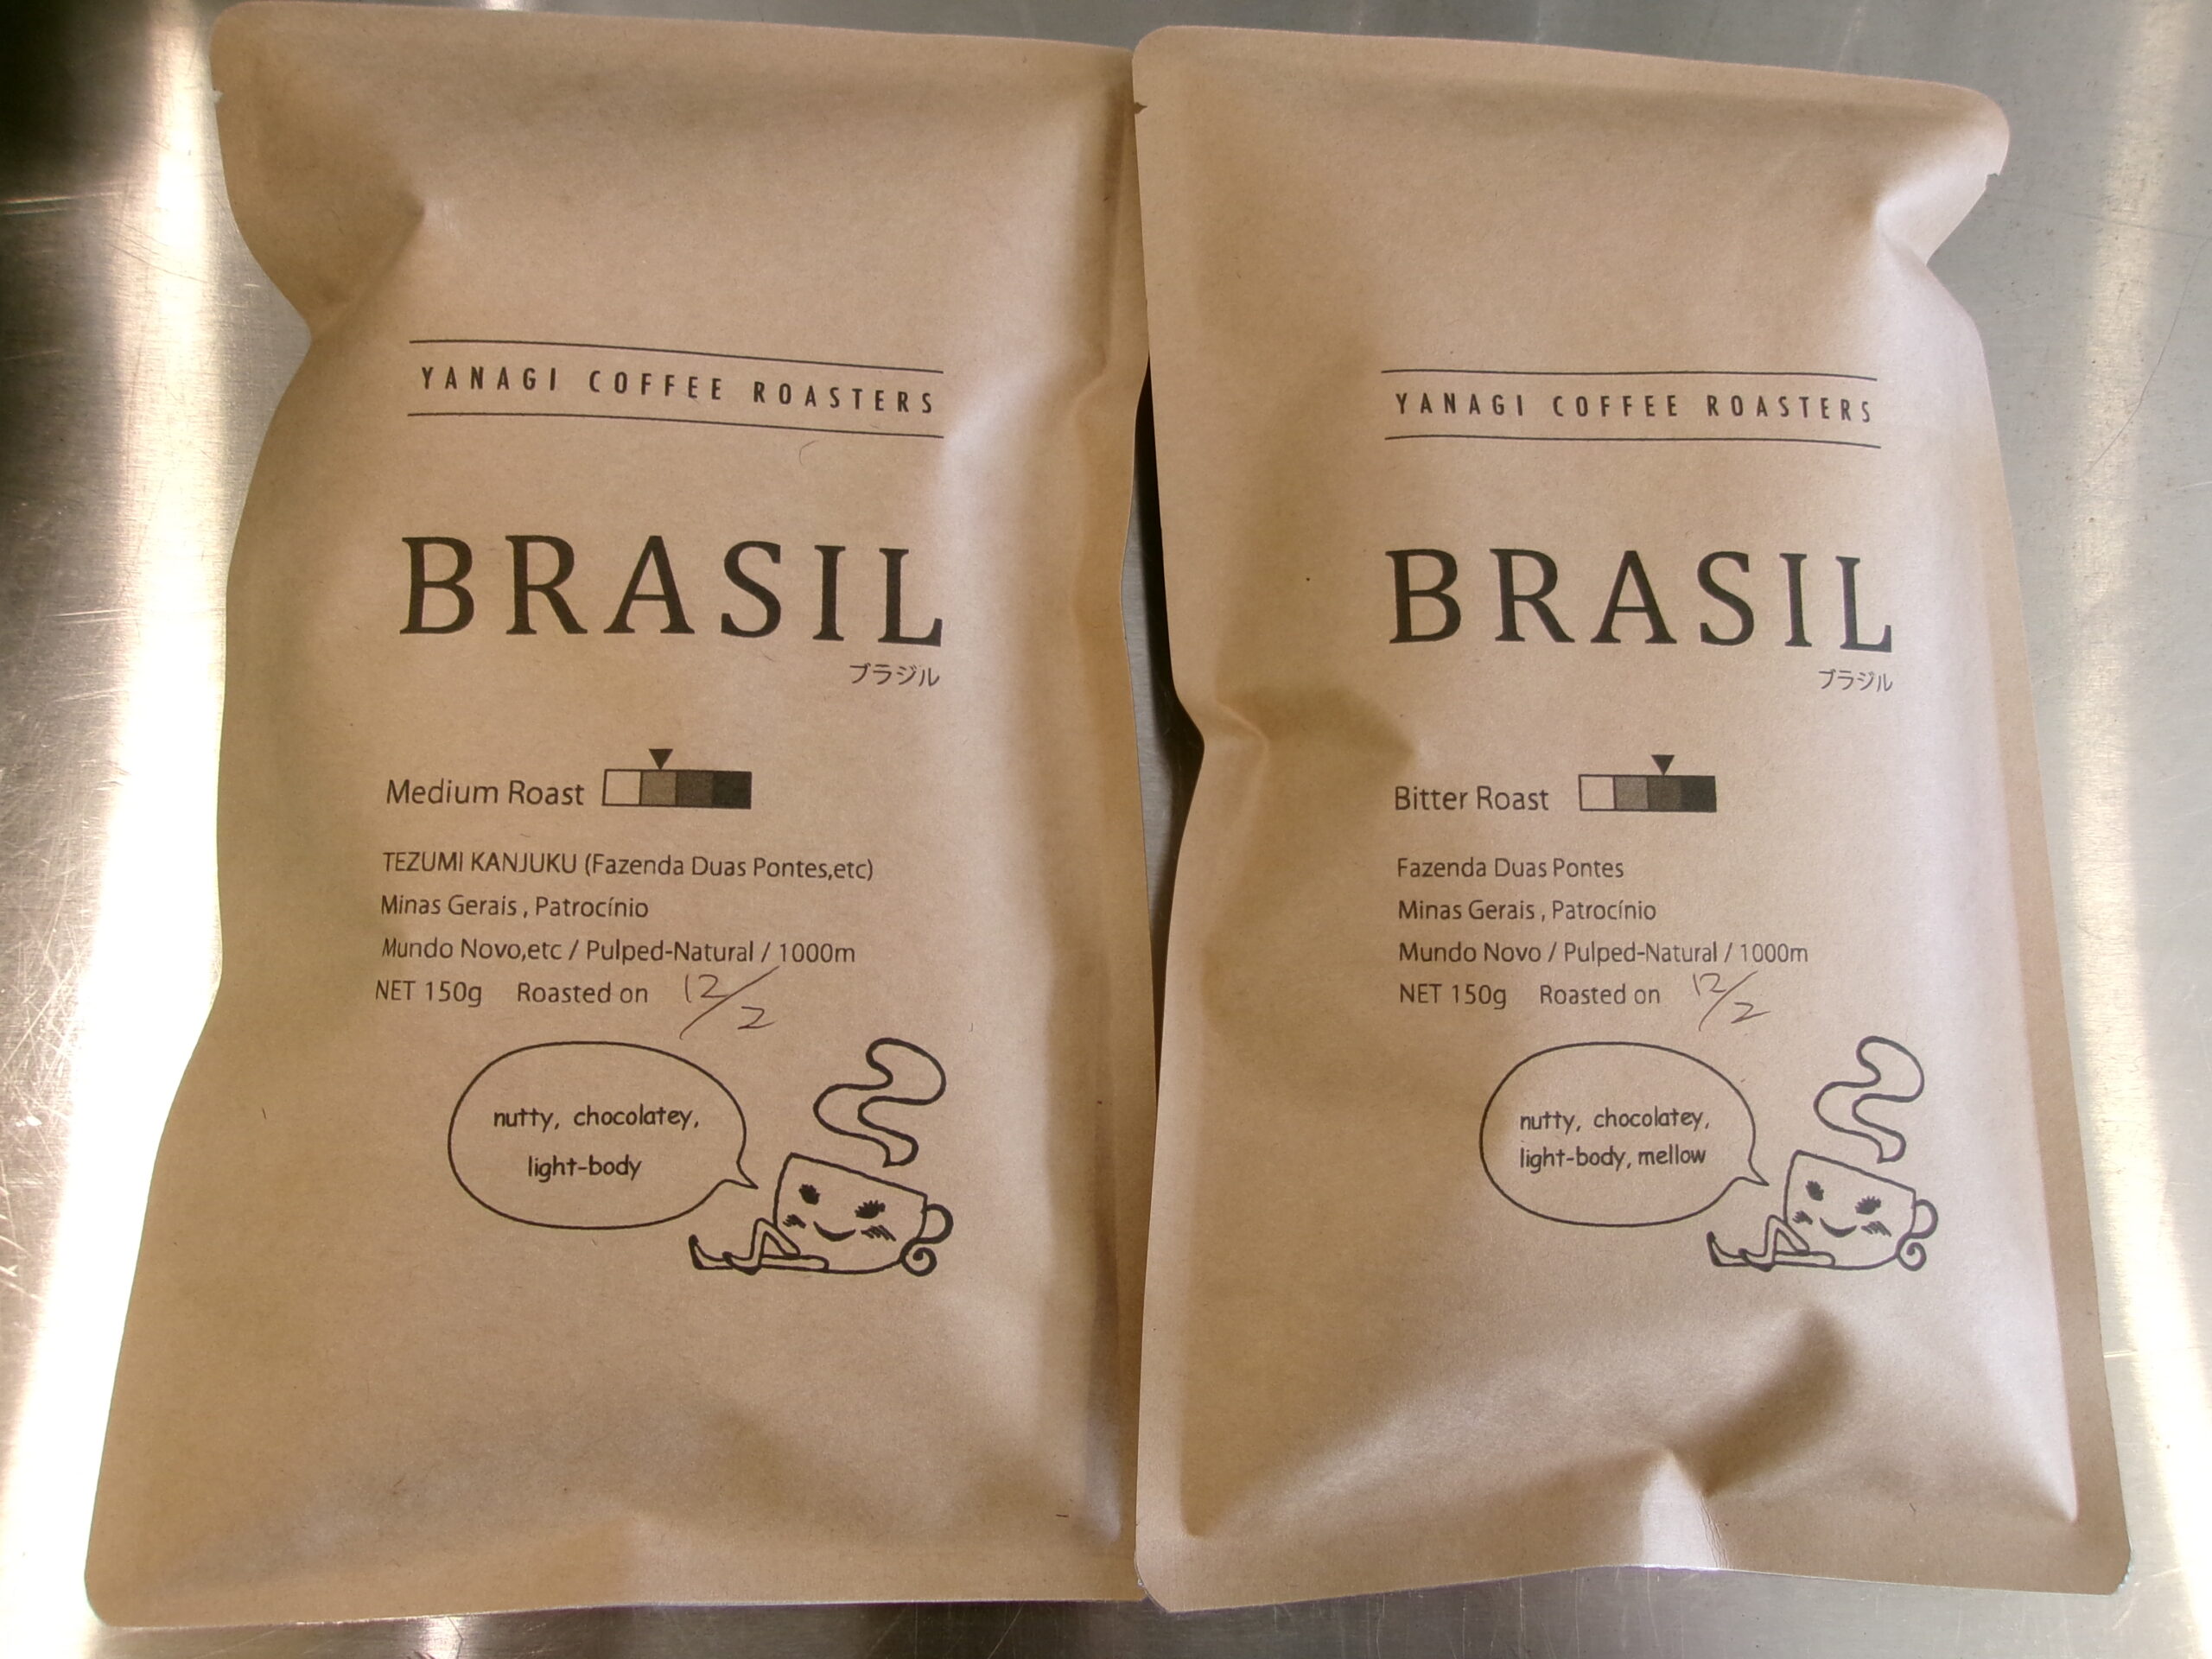 YANAGI COFFEE ROASTERS
BRASIL
ブラジル
Medium Roast
TEZUMI KANJUKU (Fazenda Duas Pontes,etc)
Minas Gerais , Patrocínio
Mundo Novo,etc / Pulped-Natural / 1000m
NET 150g Roasted on 12/2
nutty, chocolatey,
light-body
YANAGI COFFEE ROASTERS
BRASIL
ブラジル
Bitter Roast
Fazenda Duas Pontes
Minas Gerais , Patrocínio
Mundo Novo / Pulped-Natural / 1000m
NET 150g Roasted on 12/2
nutty, chocolatey,
light-body, mellow